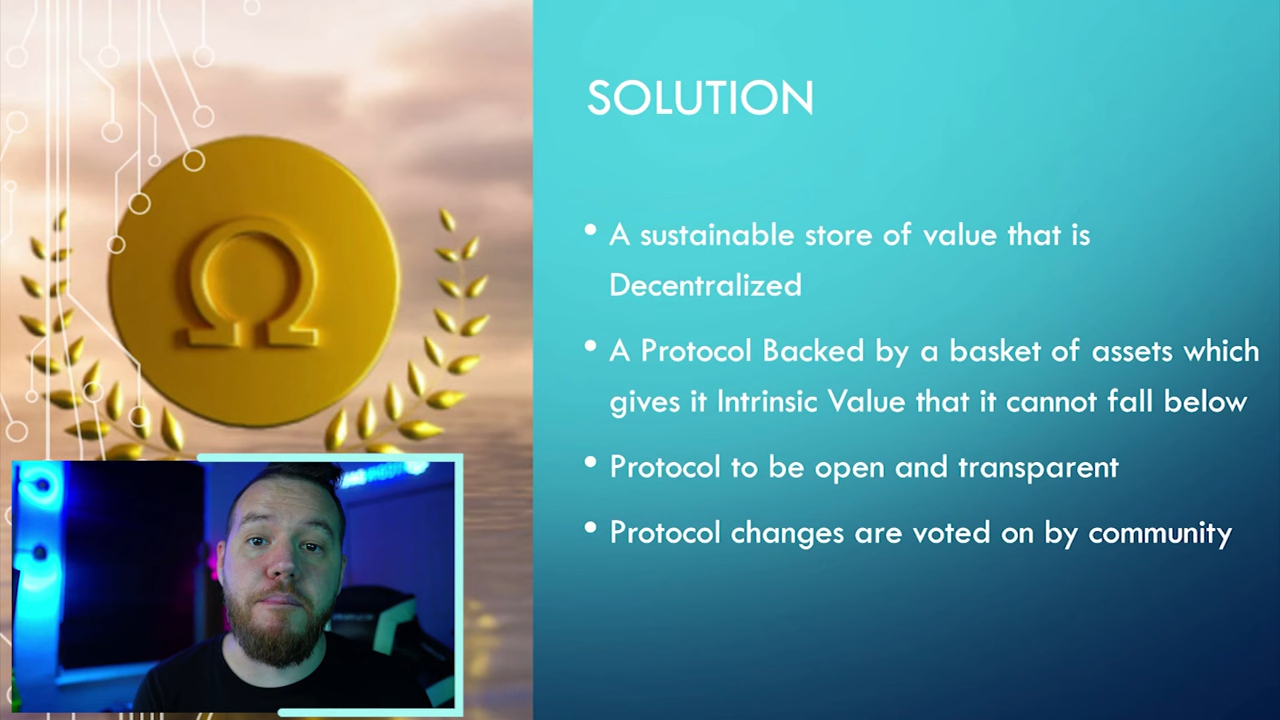 SOLUTION
• A sustainable store of value that is
Decentralized
• A Protocol Backed by a basket of assets which
gives it Intrinsic Value that it cannot fall below
• Protocol to be open and transparent
• Protocol changes are voted on by community
Ω